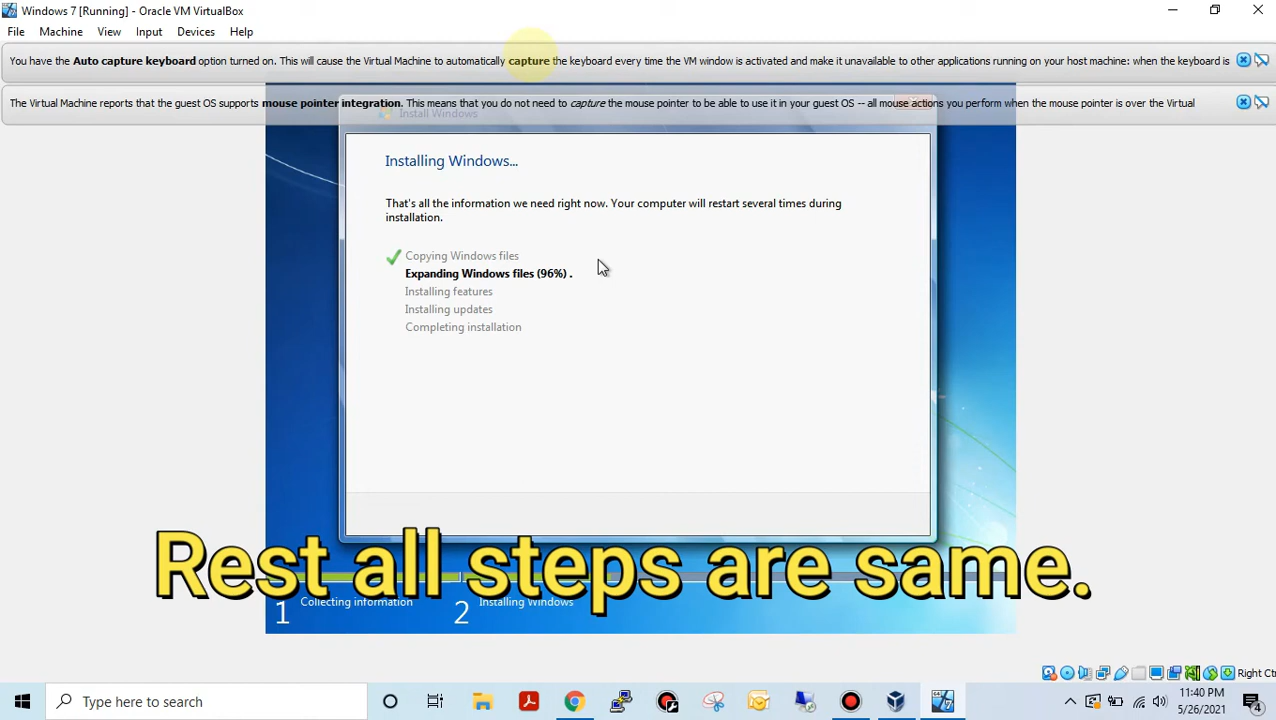 Windows 7 [Running] - Oracle VM VirtualBox
File Machine View Input Devices Help
You have the Auto capture keyboard option turned on. This will cause the Virtual Machine to automatically capture the keyboard every time the VM window is activated and make it unavailable to other applications running on your host machine: when the keyboard is
The Virtual Machine reports that the guest OS supports mouse pointer integration. This means that you do not need to capture the mouse pointer to be able to use it in your guest OS -- all mouse actions you perform when the mouse pointer is over the Virtual
Install Windows
Installing Windows...
That's all the information we need right now. Your computer will restart several times during
installation.
Copying Windows files
Expanding Windows files (96%) .
Installing features
Installing updates
Completing installation
Rest all steps are same.
1 Collecting information 2 Installing Windows
Right Ct
Type here to search
11:40 PM
5/26/2021
4